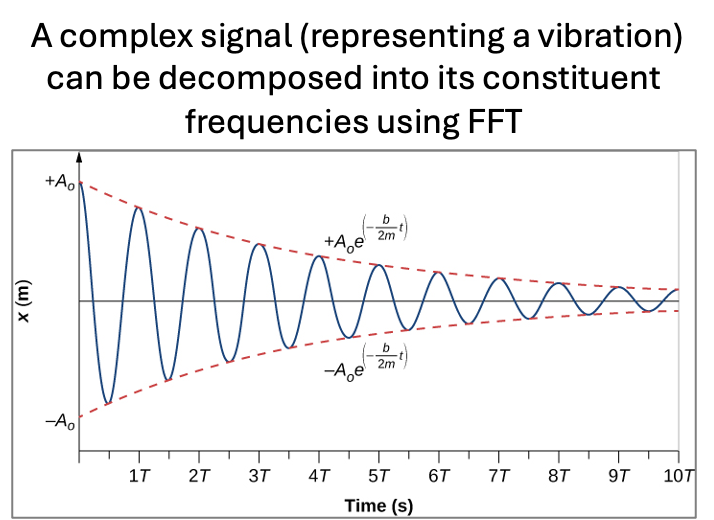 A complex signal (representing a vibration)
can be decomposed into its constituent
frequencies using FFT
+Aₒ
+Aₒe^(−b/2m t)
x (m)
−Aₒe^(−b/2m t)
−Aₒ
1T 2T 3T 4T 5T 6T 7T 8T 9T 10T
Time (s)